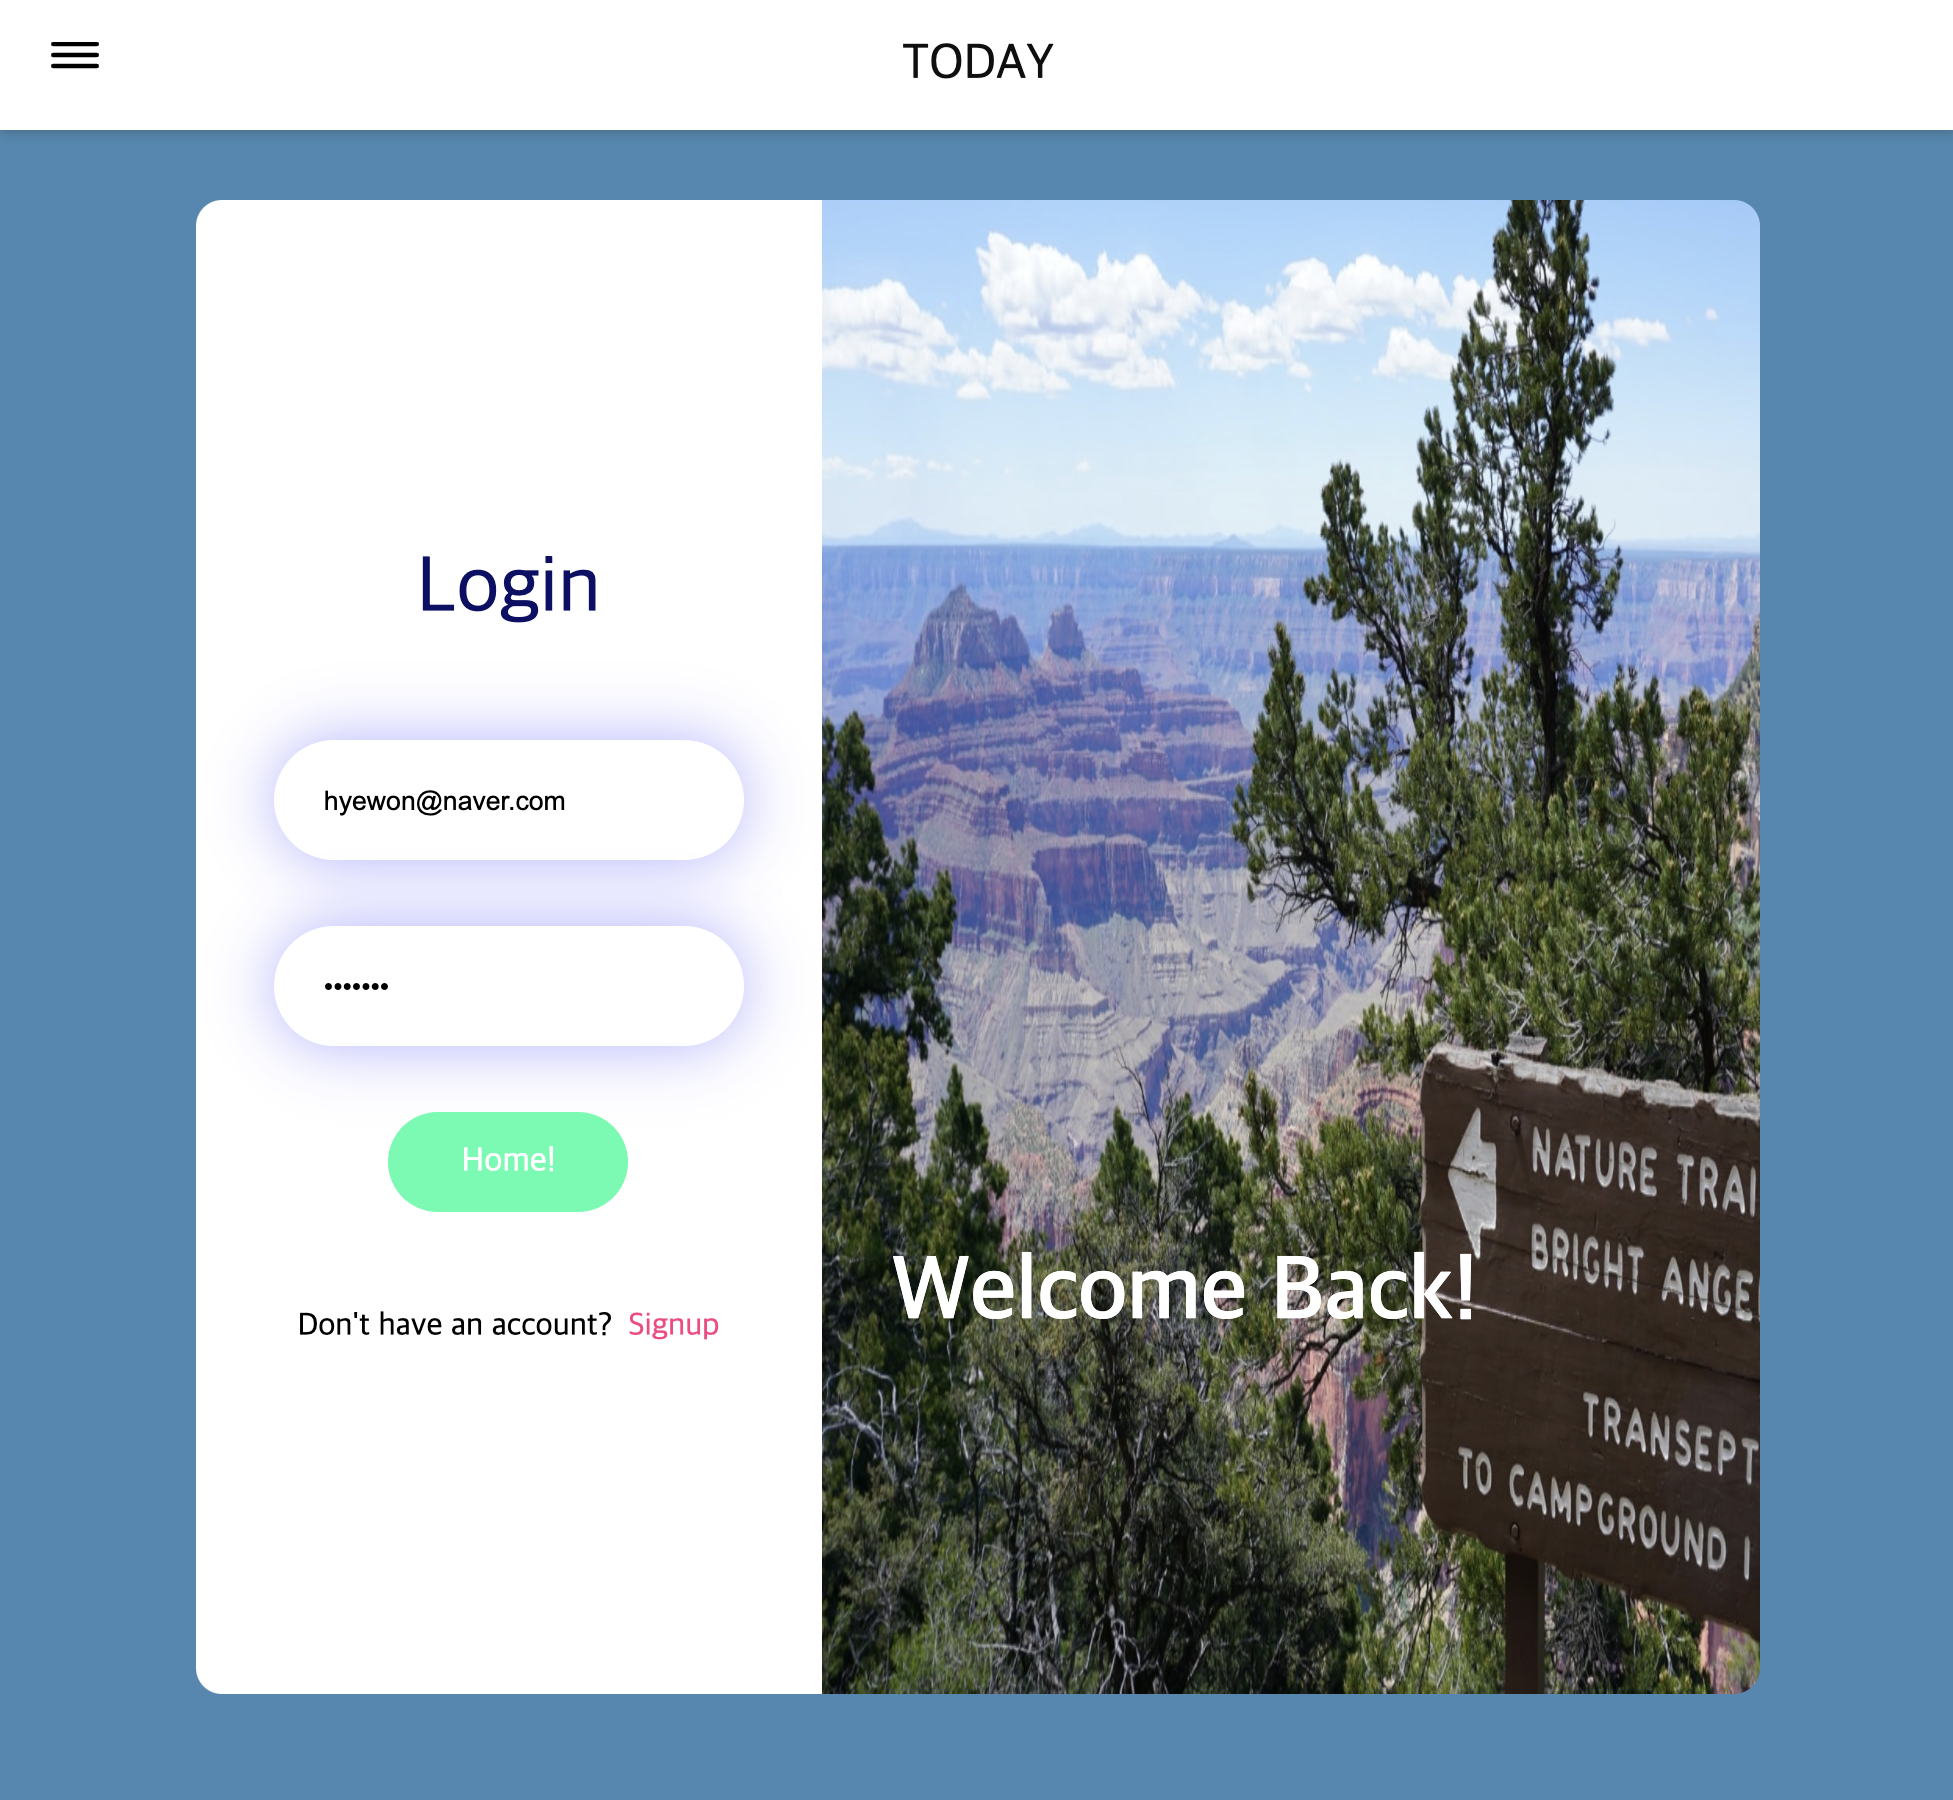 TODAY
Login
hyewon@naver.com
•••••••
Home!
Don't have an account? Signup
NATURE TRAI
BRIGHT ANGE
Welcome Back!
TRANSEPT
TO CAMPGROUND